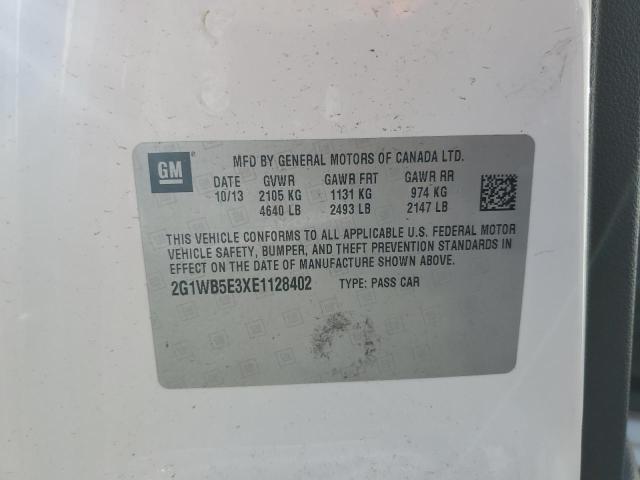 GM ® MFD BY GENERAL MOTORS OF CANADA LTD.
DATE GVWR GAWR FRT GAWR RR
10/13 2105 KG 1131 KG 974 KG
4640 LB 2493 LB 2147 LB
THIS VEHICLE CONFORMS TO ALL APPLICABLE U.S. FEDERAL MOTOR
VEHICLE SAFETY, BUMPER, AND THEFT PREVENTION STANDARDS IN
EFFECT ON THE DATE OF MANUFACTURE SHOWN ABOVE.
2G1WB5E3XE1128402 TYPE: PASS CAR